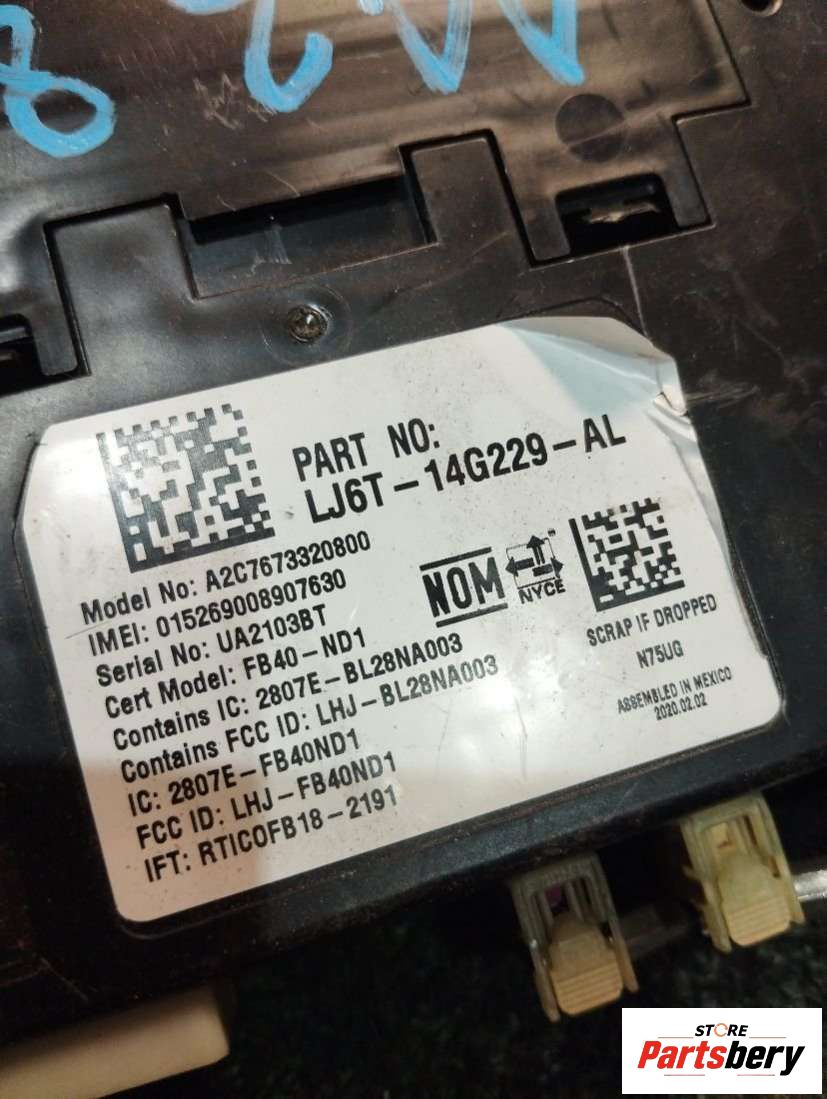 PART NO:
LJ6T-14G229-AL
Model No: A2C7673320800
IMEI: 015269008907630
Serial No: UA2103BT
Cert Model: FB40-ND1
Contains IC: 2807E-BL28NA003
Contains FCC ID: LHJ-BL28NA003
IC: 2807E-FB40ND1
FCC ID: LHJ-FB40ND1
IFT: RTICOFB18-2191
NOM
NYCE
SCRAP IF DROPPED
N75UG
ASSEMBLED IN MEXICO
2020.02.02
STORE
Partsbery